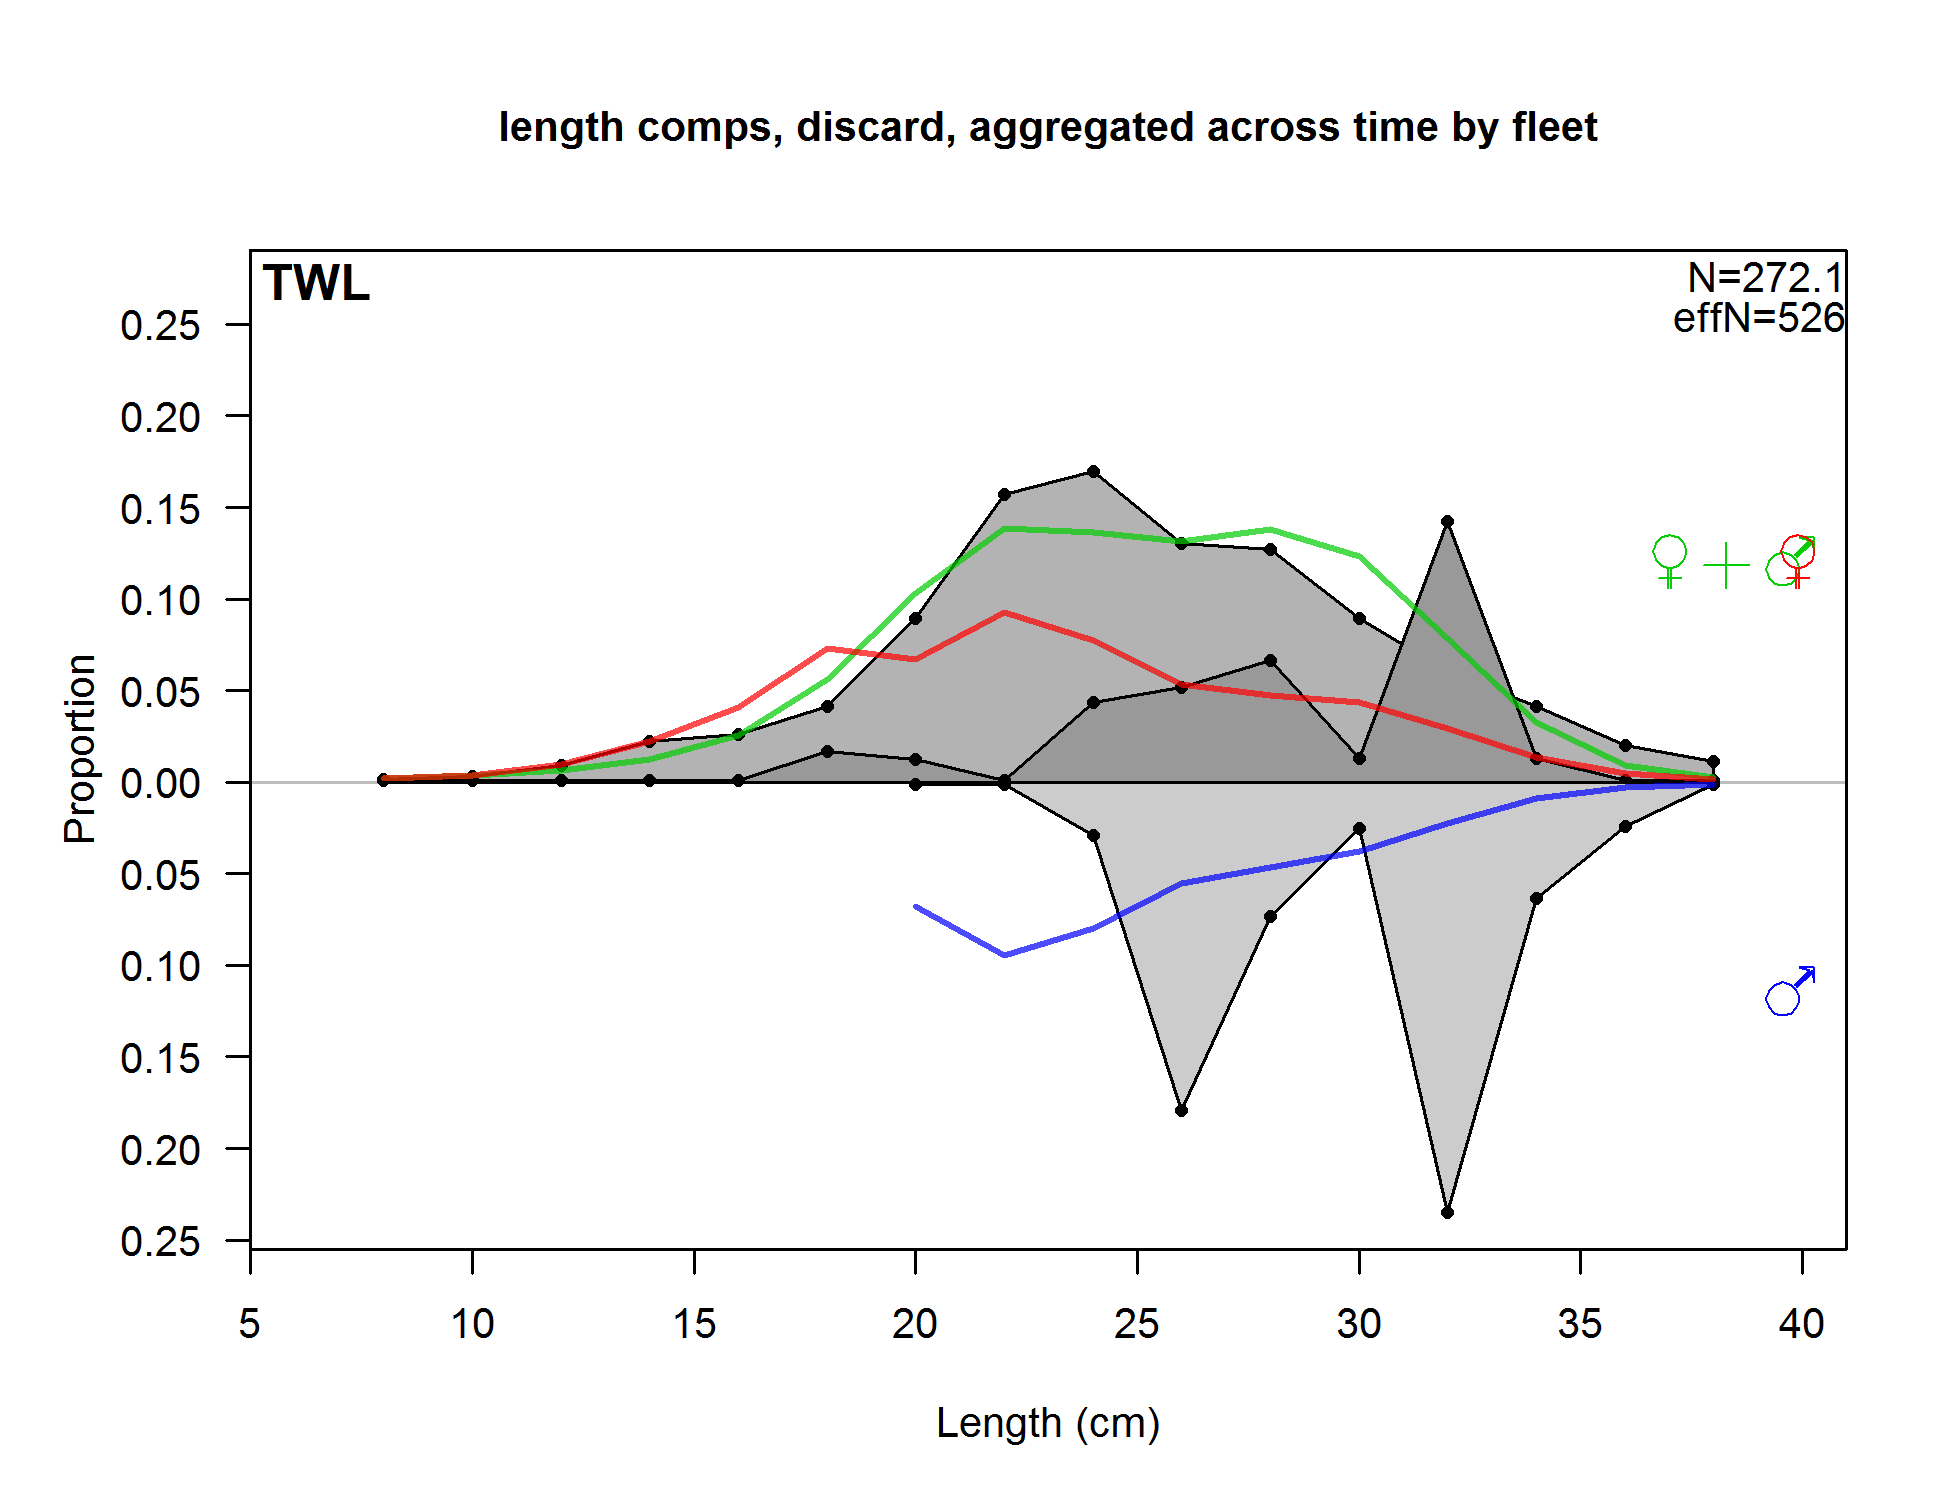 length comps, discard, aggregated across time by fleet
TWL
N=272.1
effN=526
0.25
0.20
0.15
0.10
0.05
0.00
0.05
0.10
0.15
0.20
0.25
Proportion
♀ + ♂
♀
♂
5 10 15 20 25 30 35 40
Length (cm)